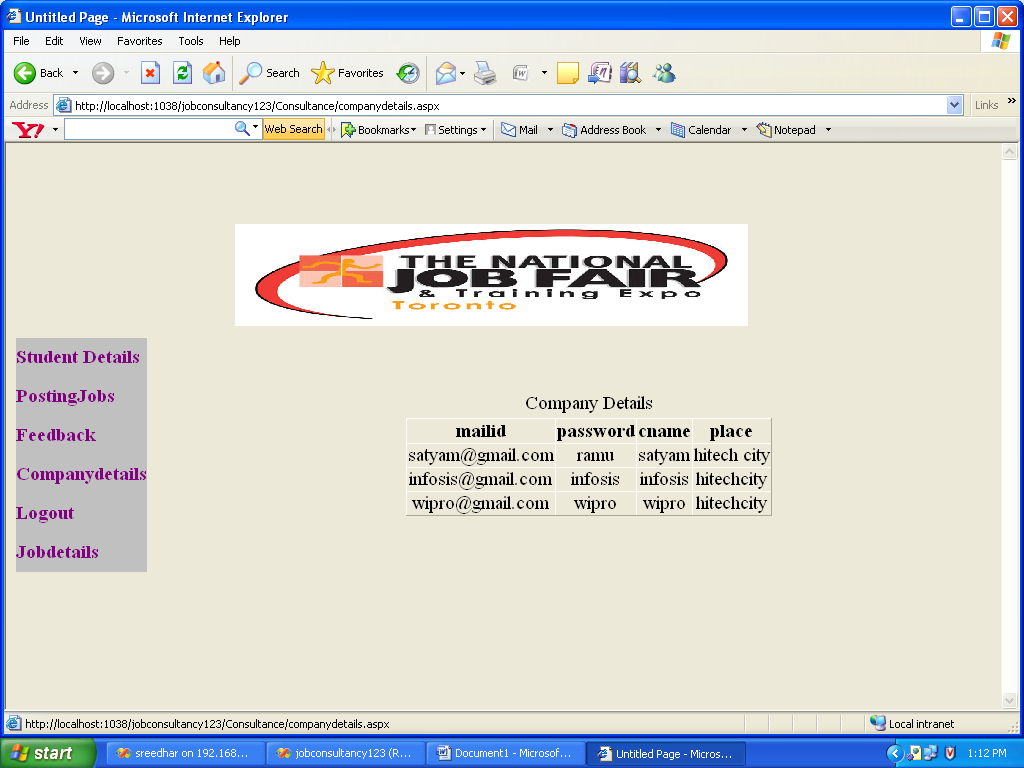 Untitled Page - Microsoft Internet Explorer
File Edit View Favorites Tools Help
Back Search Favorites
Address http://localhost:1038/jobconsultancy123/Consultance/companydetails.aspx Links »
Y! Web Search Bookmarks Settings Mail Address Book Calendar Notepad
THE NATIONAL
JOB FAIR
& Training Expo
Toronto
Student Details
PostingJobs
Feedback
Companydetails
Logout
Jobdetails
Company Details
mailid password cname place
satyam@gmail.com ramu satyam hitech city
infosis@gmail.com infosis infosis hitechcity
wipro@gmail.com wipro wipro hitechcity
http://localhost:1038/jobconsultancy123/Consultance/companydetails.aspx Local intranet
start sreedhar on 192.168... jobconsultancy123 (R... Document1 - Microsof... Untitled Page - Micros... 1:12 PM